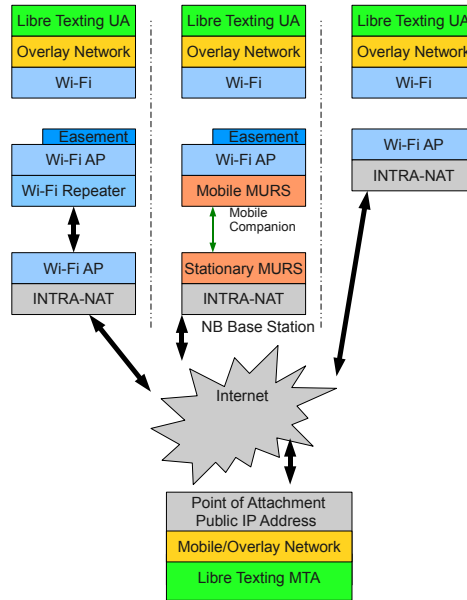 Libre Texting UA
Overlay Network
Wi-Fi
Libre Texting UA
Overlay Network
Wi-Fi
Libre Texting UA
Overlay Network
Wi-Fi
Easement
Wi-Fi AP
Wi-Fi Repeater
Wi-Fi AP
INTRA-NAT
Easement
Wi-Fi AP
Mobile MURS
Mobile
Companion
Stationary MURS
INTRA-NAT
NB Base Station
Wi-Fi AP
INTRA-NAT
Internet
Point of Attachment
Public IP Address
Mobile/Overlay Network
Libre Texting MTA